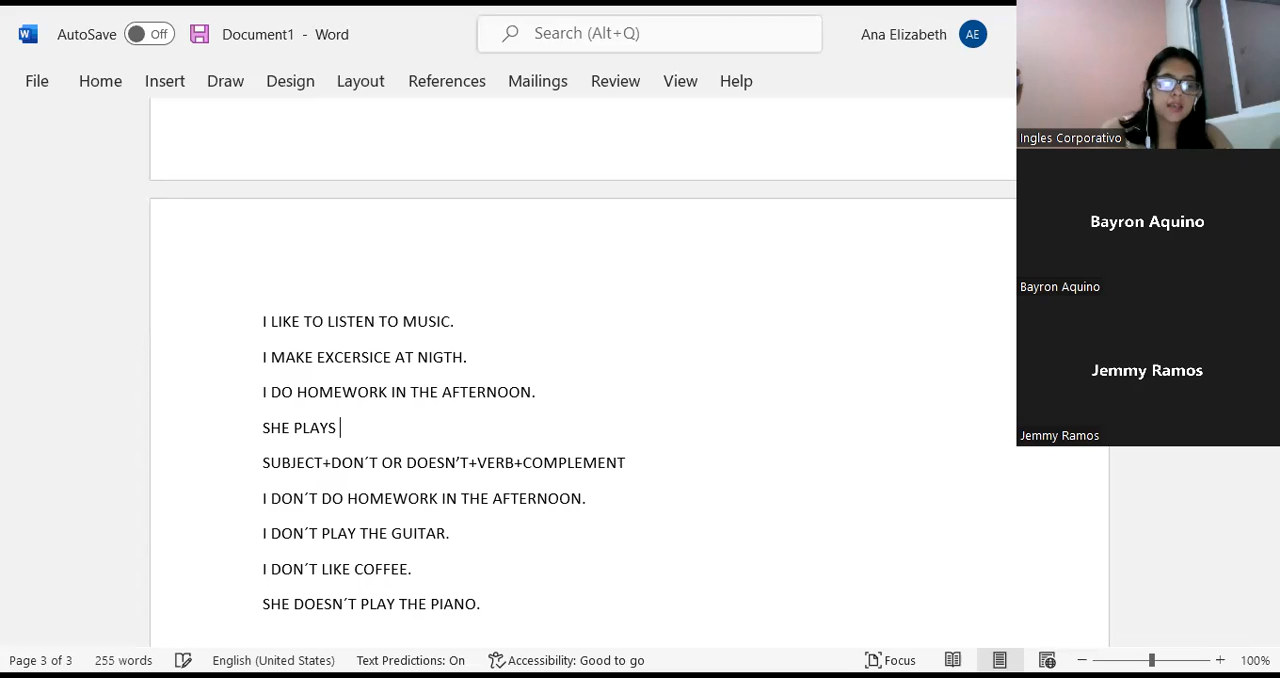 AutoSave Off Document1 - Word Search (Alt+Q) Ana Elizabeth AE
File Home Insert Draw Design Layout References Mailings Review View Help
Ingles Corporativo
Bayron Aquino
Bayron Aquino
Jemmy Ramos
Jemmy Ramos
I LIKE TO LISTEN TO MUSIC.
I MAKE EXCERSICE AT NIGTH.
I DO HOMEWORK IN THE AFTERNOON.
SHE PLAYS
SUBJECT+DON´T OR DOESN’T+VERB+COMPLEMENT
I DON´T DO HOMEWORK IN THE AFTERNOON.
I DON´T PLAY THE GUITAR.
I DON´T LIKE COFFEE.
SHE DOESN´T PLAY THE PIANO.
Page 3 of 3 255 words English (United States) Text Predictions: On Accessibility: Good to go Focus 100%